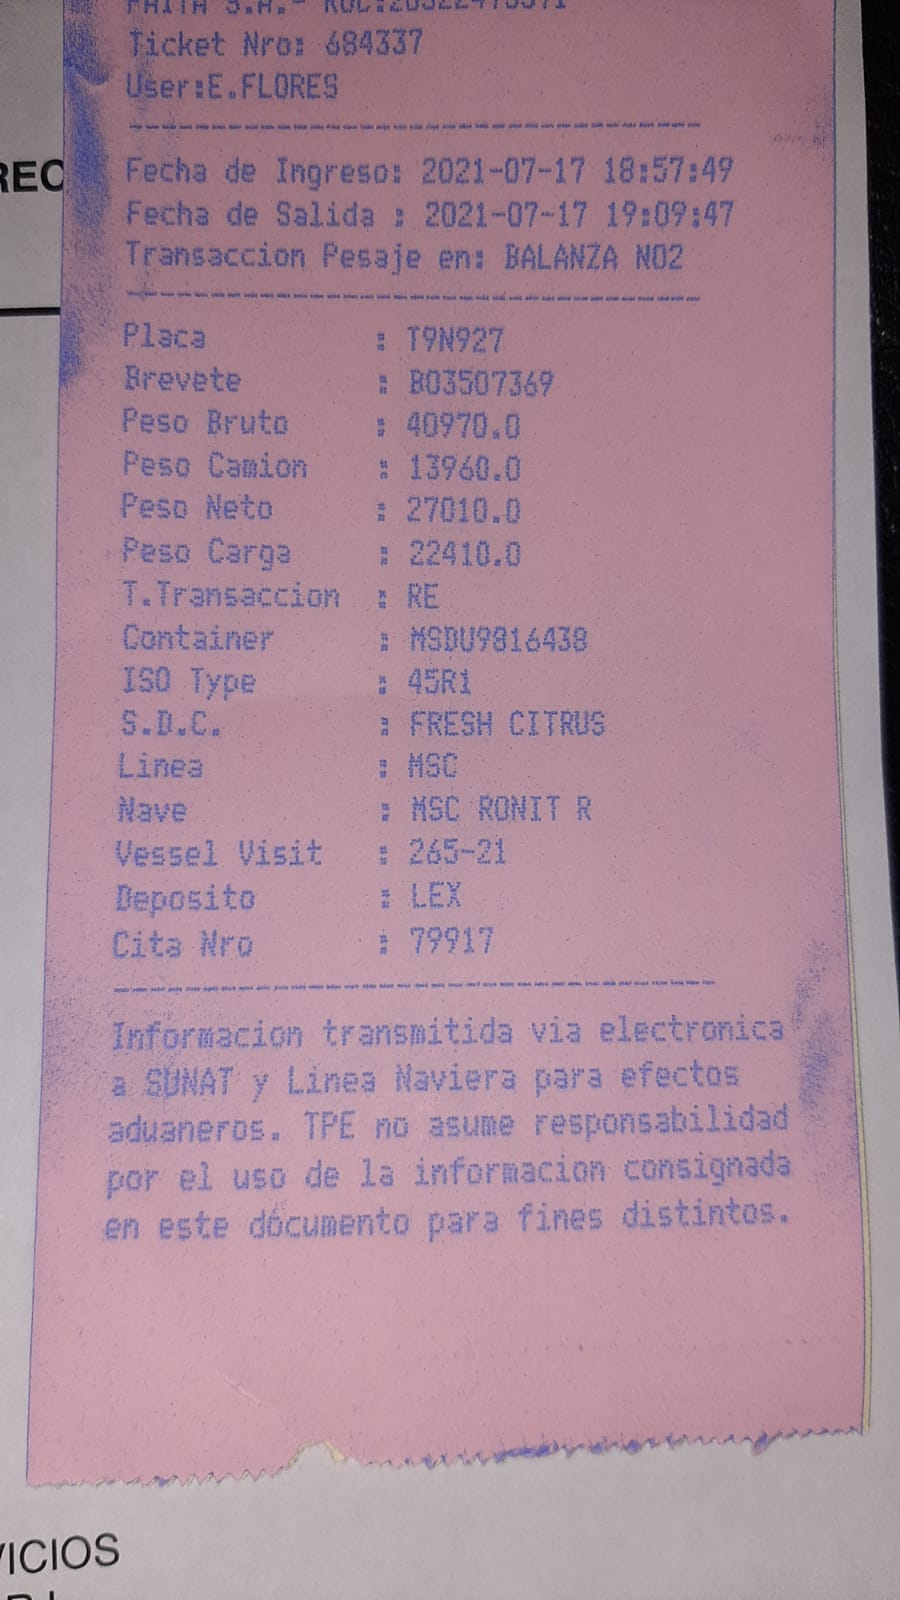 Ticket Nro: 684337
User:E.FLORES
Fecha de Ingreso: 2021-07-17 18:57:49
Fecha de Salida : 2021-07-17 19:09:47
Transaccion Pesaje en: BALANZA NO2
Placa : T9N927
Brevete : B03507369
Peso Bruto : 40970.0
Peso Camion : 13960.0
Peso Neto : 27010.0
Peso Carga : 22410.0
T.Transaccion : RE
Container : MSDU9816438
ISO Type : 45R1
S.D.C. : FRESH CITRUS
Linea : MSC
Nave : MSC RONIT R
Vessel Visit : 265-21
Deposito : LEX
Cita Nro : 79917
Informacion transmitida via electronica
a SUNAT y Linea Naviera para efectos
aduaneros. TPE no asume responsabilidad
por el uso de la informacion consignada
en este documento para fines distintos.